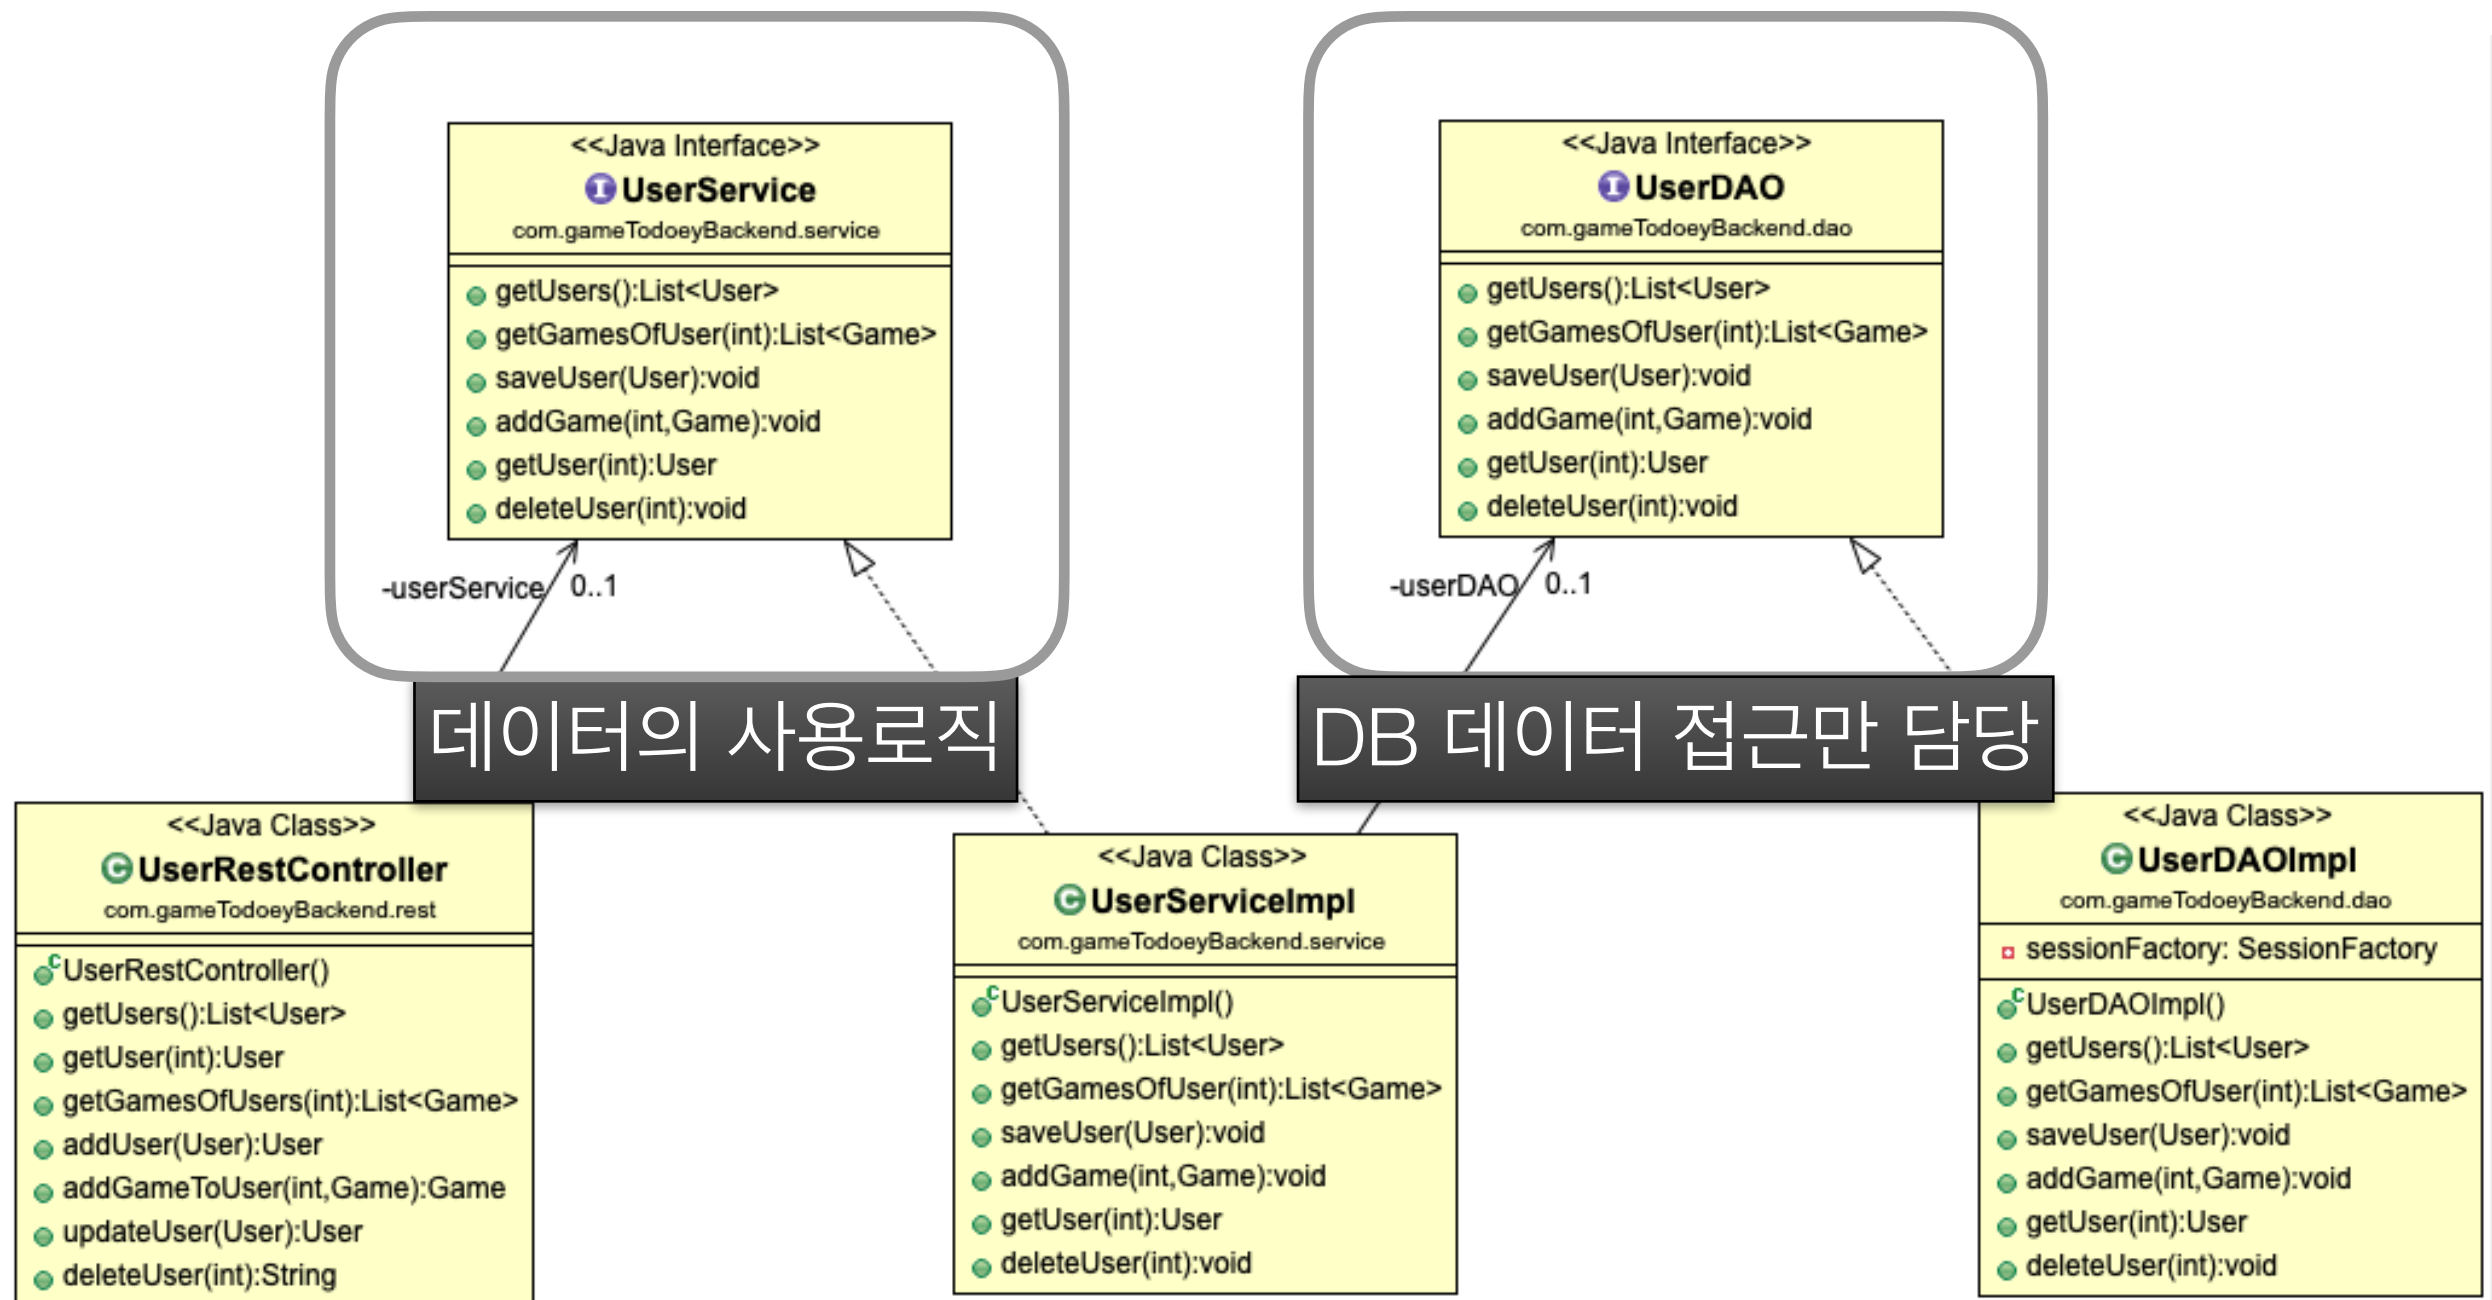 <<Java Interface>>
UserService
com.gameTodoeyBackend.service
getUsers():List<User>
getGamesOfUser(int):List<Game>
saveUser(User):void
addGame(int,Game):void
getUser(int):User
deleteUser(int):void
-userService 0..1
<<Java Interface>>
UserDAO
com.gameTodoeyBackend.dao
getUsers():List<User>
getGamesOfUser(int):List<Game>
saveUser(User):void
addGame(int,Game):void
getUser(int):User
deleteUser(int):void
-userDAO 0..1
데이터의 사용로직
DB 데이터 접근만 담당
<<Java Class>>
UserRestController
com.gameTodoeyBackend.rest
UserRestController()
getUsers():List<User>
getUser(int):User
getGamesOfUsers(int):List<Game>
addUser(User):User
addGameToUser(int,Game):Game
updateUser(User):User
deleteUser(int):String
<<Java Class>>
UserServiceImpl
com.gameTodoeyBackend.service
UserServiceImpl()
getUsers():List<User>
getGamesOfUser(int):List<Game>
saveUser(User):void
addGame(int,Game):void
getUser(int):User
deleteUser(int):void
<<Java Class>>
UserDAOImpl
com.gameTodoeyBackend.dao
sessionFactory: SessionFactory
UserDAOImpl()
getUsers():List<User>
getGamesOfUser(int):List<Game>
saveUser(User):void
addGame(int,Game):void
getUser(int):User
deleteUser(int):void